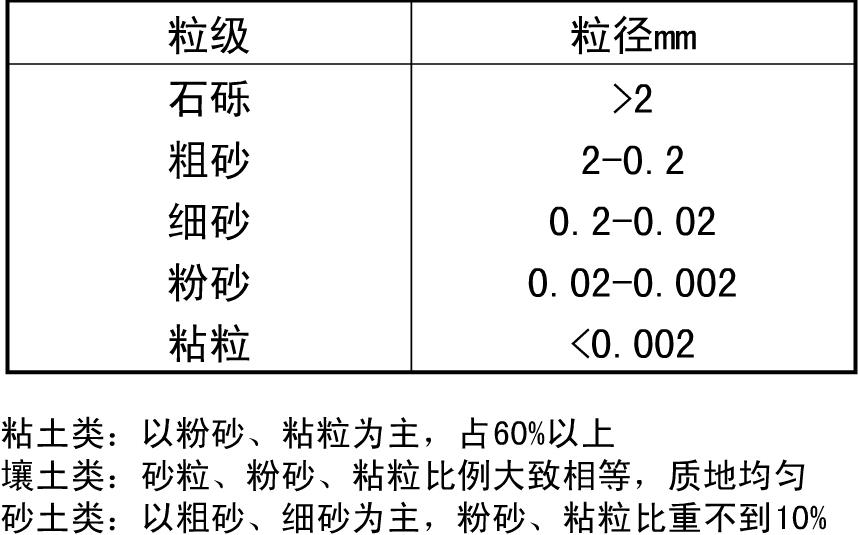 粒级 粒径mm
石砾 >2
粗砂 2-0.2
细砂 0.2-0.02
粉砂 0.02-0.002
粘粒 <0.002
粘土类：以粉砂、粘粒为主，占60%以上
壤土类：砂粒、粉砂、粘粒比例大致相等，质地均匀
砂土类：以粗砂、细砂为主，粉砂、粘粒比重不到10%